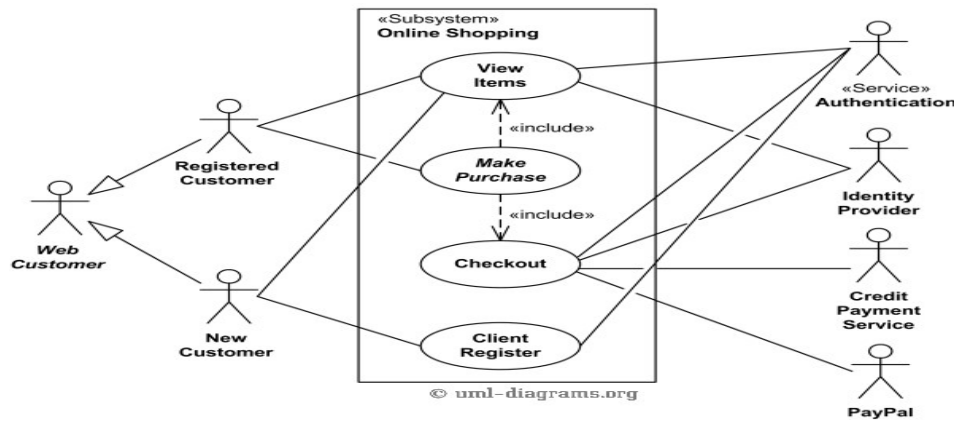 «Subsystem»
Online Shopping
View
Items
«Service»
Authentication
«include»
Registered
Customer
Make
Purchase
Identity
Provider
«include»
Web
Customer
Checkout
Credit
Payment
Service
New
Customer
Client
Register
© uml-diagrams.org
PayPal